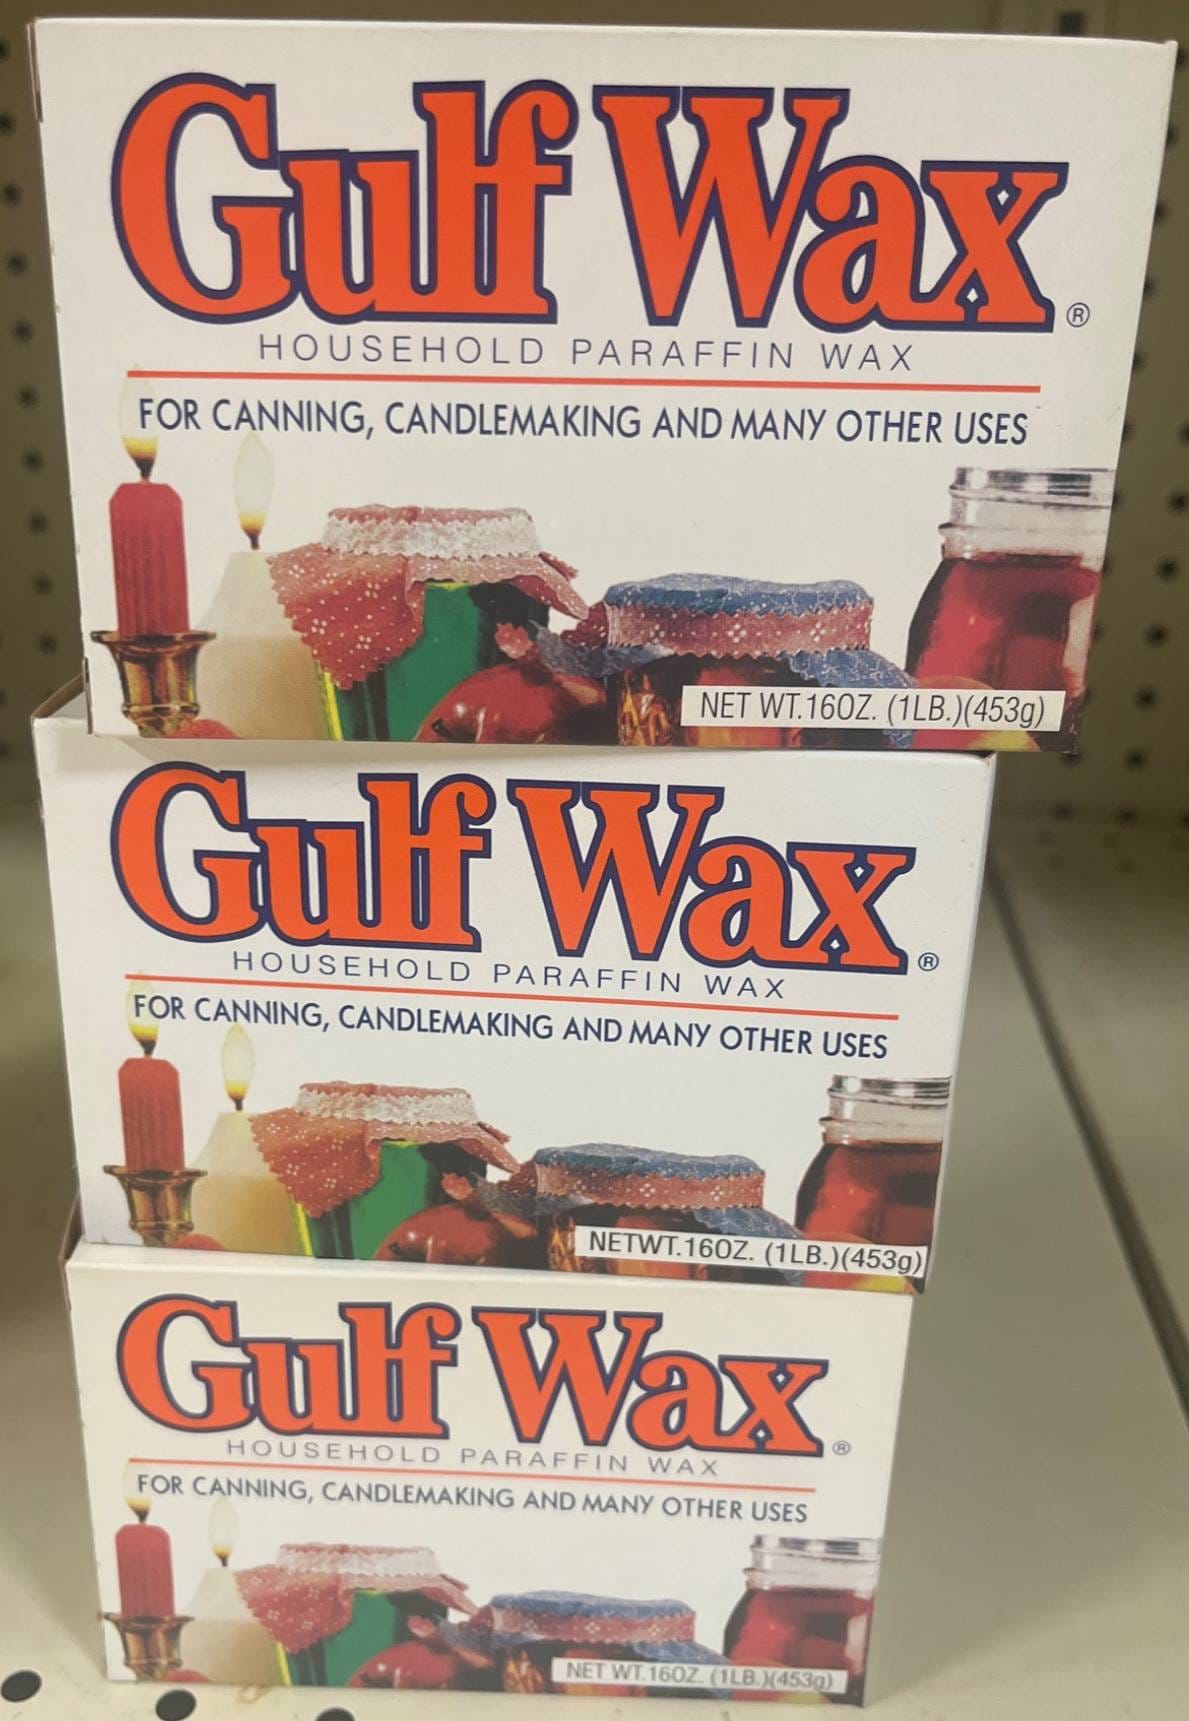 Gulf Wax®
HOUSEHOLD PARAFFIN WAX
FOR CANNING, CANDLEMAKING AND MANY OTHER USES
NET WT.16OZ. (1LB.)(453g)
Gulf Wax®
HOUSEHOLD PARAFFIN WAX
FOR CANNING, CANDLEMAKING AND MANY OTHER USES
NETWT.16OZ. (1LB.)(453g)
Gulf Wax®
HOUSEHOLD PARAFFIN WAX
FOR CANNING, CANDLEMAKING AND MANY OTHER USES
NET WT.16OZ. (1LB.)(453g)